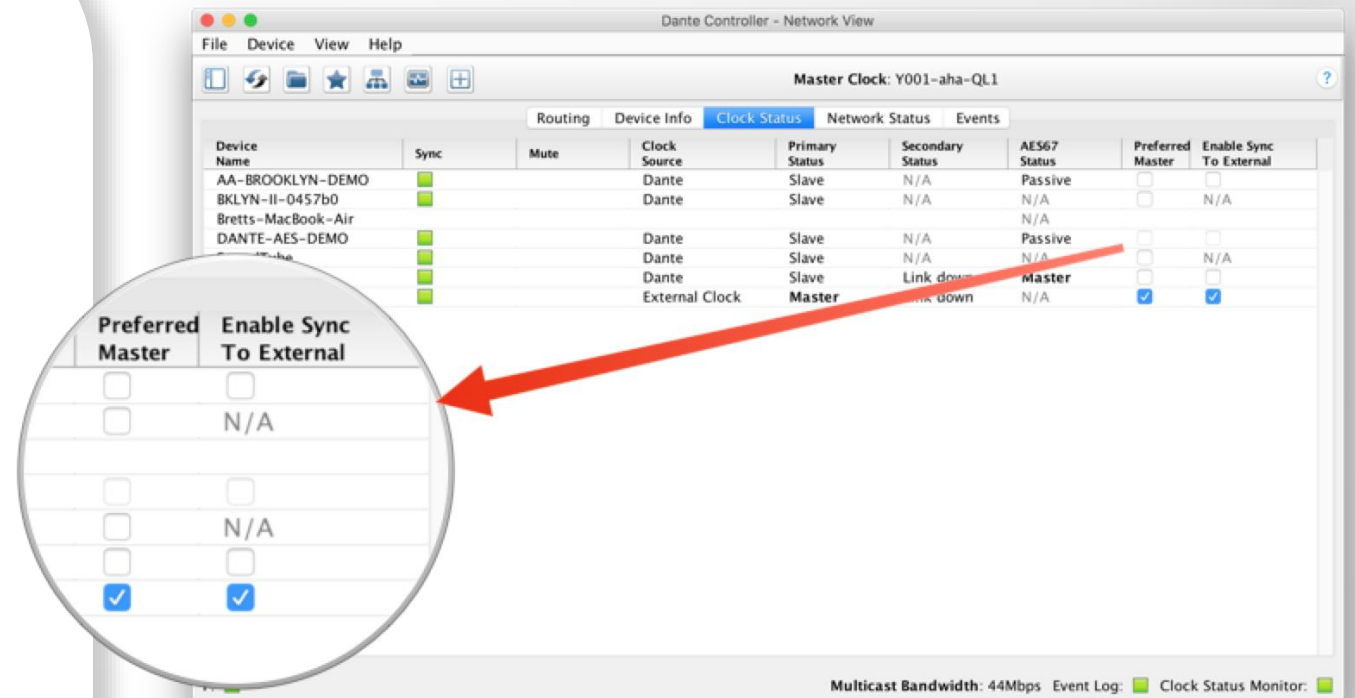 Dante Controller - Network View
File Device View Help
Master Clock: Y001-aha-QL1
?
Routing Device Info Clock Status Network Status Events
Device Name Sync Mute Clock Source Primary Status Secondary Status AES67 Status Preferred Master Enable Sync To External
AA-BROOKLYN-DEMO Dante Slave N/A Passive
BKLYN-II-0457b0 Dante Slave N/A N/A N/A
Bretts-MacBook-Air N/A
DANTE-AES-DEMO Dante Slave N/A Passive
Dante Slave N/A N/A N/A
Dante Slave Link down Master
External Clock Master down N/A
Preferred Enable Sync
Master To External
N/A
N/A
Multicast Bandwidth: 44Mbps Event Log: Clock Status Monitor: